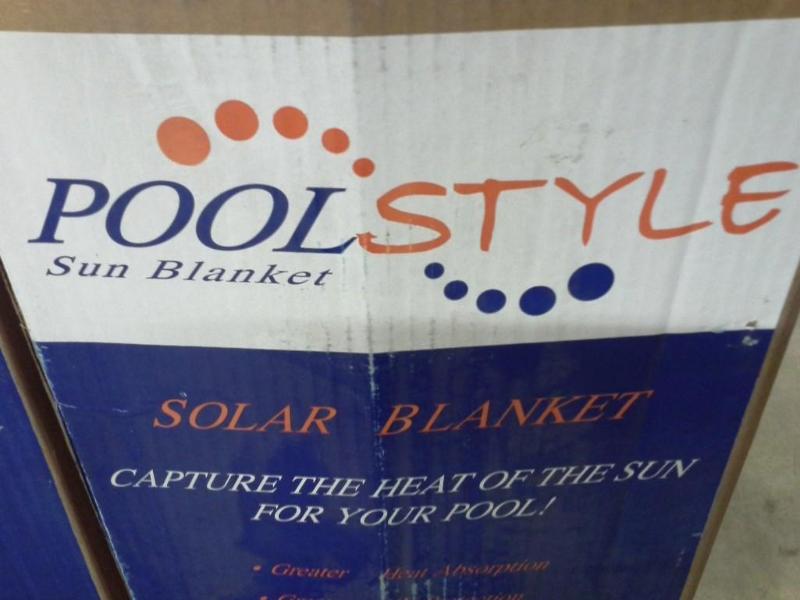 POOLSTYLE
Sun Blanket
SOLAR BLANKET
CAPTURE THE HEAT OF THE SUN
FOR YOUR POOL!
• Greater Heat Absorption